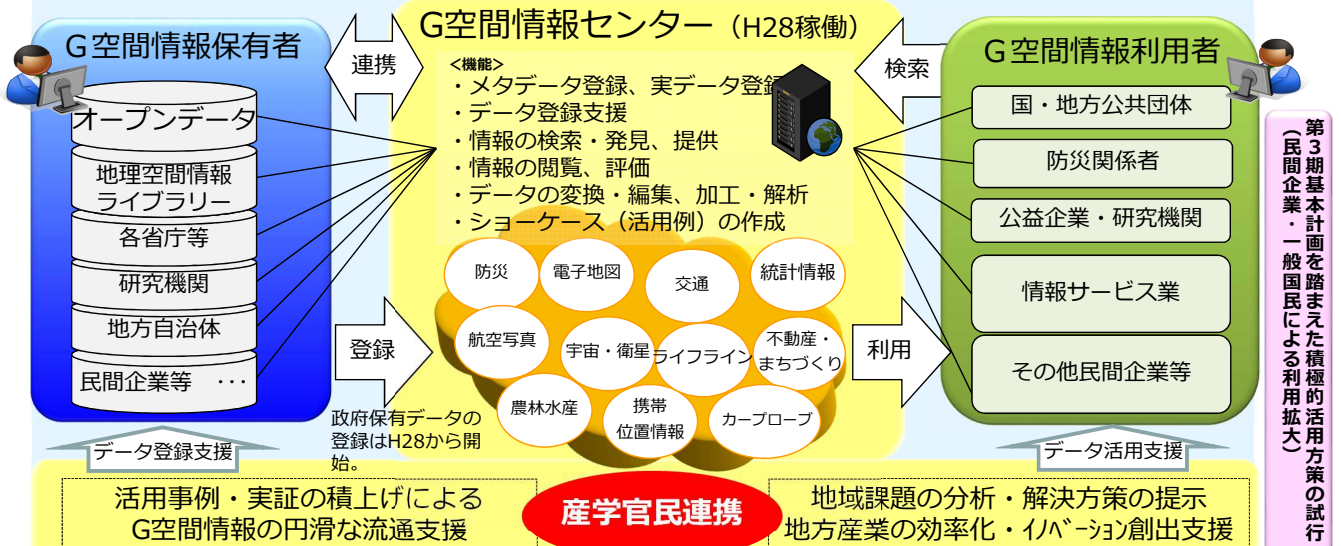 G空間情報保有者
オープンデータ
地理空間情報
ライブラリー
各省庁等
研究機関
地方自治体
民間企業等 ・・・
データ登録支援
連携
登録
政府保有データの
登録はH28から開
始。
G空間情報センター（H28稼働）
<機能>
・メタデータ登録、実データ登録
・データ登録支援
・情報の検索・発見、提供
・情報の閲覧、評価
・データの変換・編集、加工・解析
・ショーケース（活用例）の作成
防災
電子地図
交通
統計情報
航空写真
宇宙・衛星
ライフライン
不動産・
まちづくり
農林水産
携帯
位置情報
カープローブ
検索
利用
G空間情報利用者
国・地方公共団体
防災関係者
公益企業・研究機関
情報サービス業
その他民間企業等
データ活用支援
第３期基本計画を踏まえた積極的活用方策の試行
（民間企業・一般国民による利用拡大）
活用事例・実証の積上げによる
G空間情報の円滑な流通支援
産学官民連携
地域課題の分析・解決方策の提示
地方産業の効率化・ｲﾉﾍﾞｰｼｮﾝ創出支援